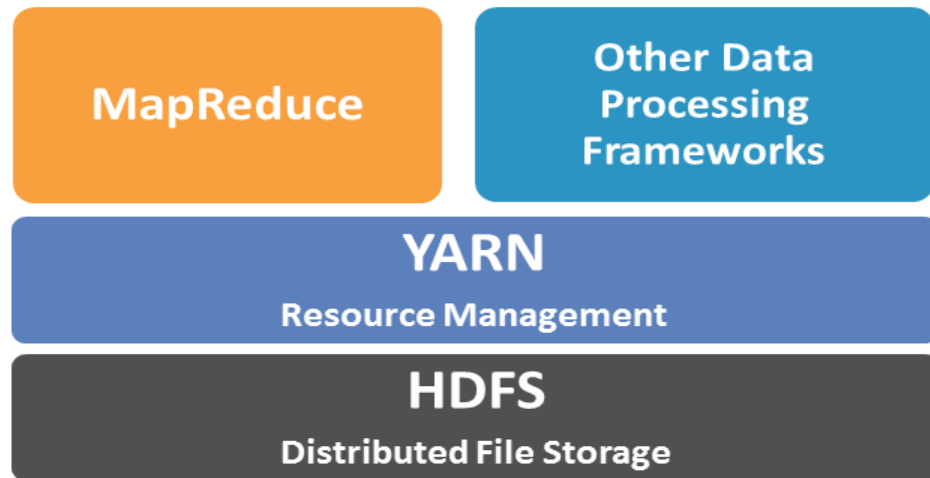 MapReduce
Other Data
Processing
Frameworks
YARN
Resource Management
HDFS
Distributed File Storage